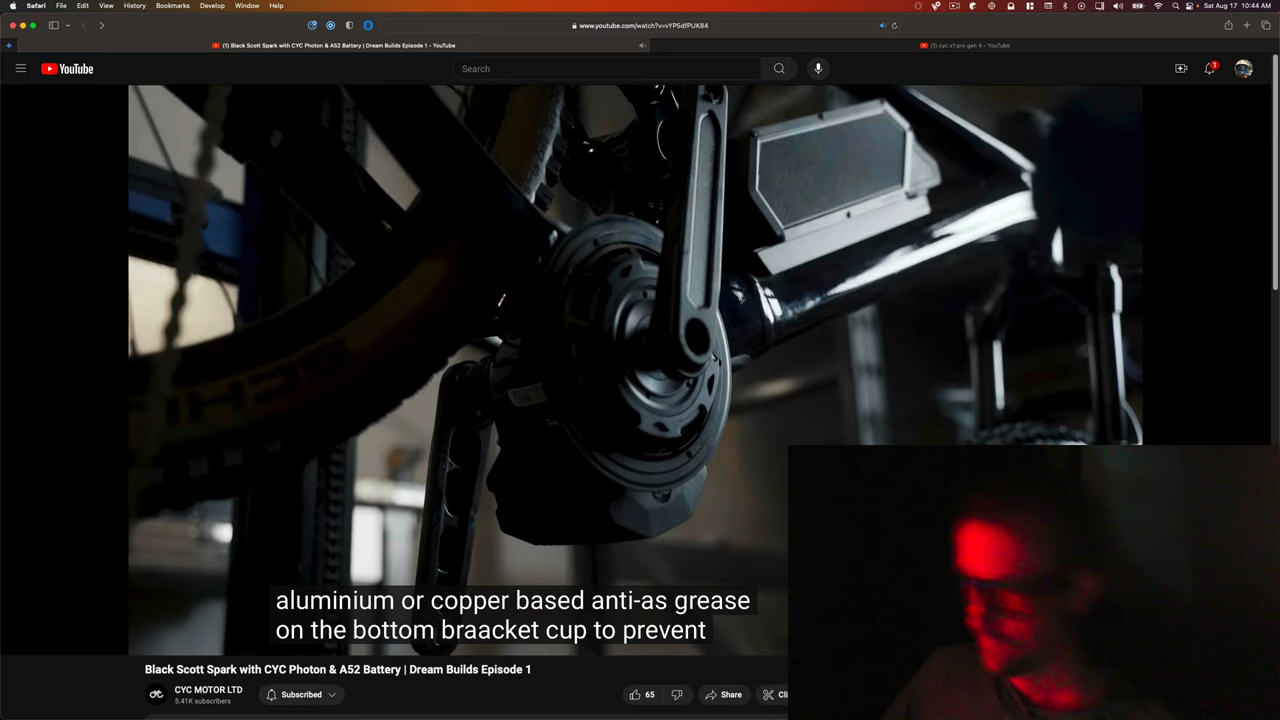 Safari File Edit View History Bookmarks Develop Window Help
Sat Aug 17 10:44 AM
www.youtube.com/watch?v=vYP5dfPUK84
(1) Black Scott Spark with CYC Photon & A52 Battery | Dream Builds Episode 1 - YouTube
(1) cyc x1 pro gen 4 - YouTube
YouTube
Search
1
aluminium or copper based anti-as grease
on the bottom braacket cup to prevent
Black Scott Spark with CYC Photon & A52 Battery | Dream Builds Episode 1
CYC MOTOR LTD
5.41K subscribers
Subscribed
65
Share
Cli